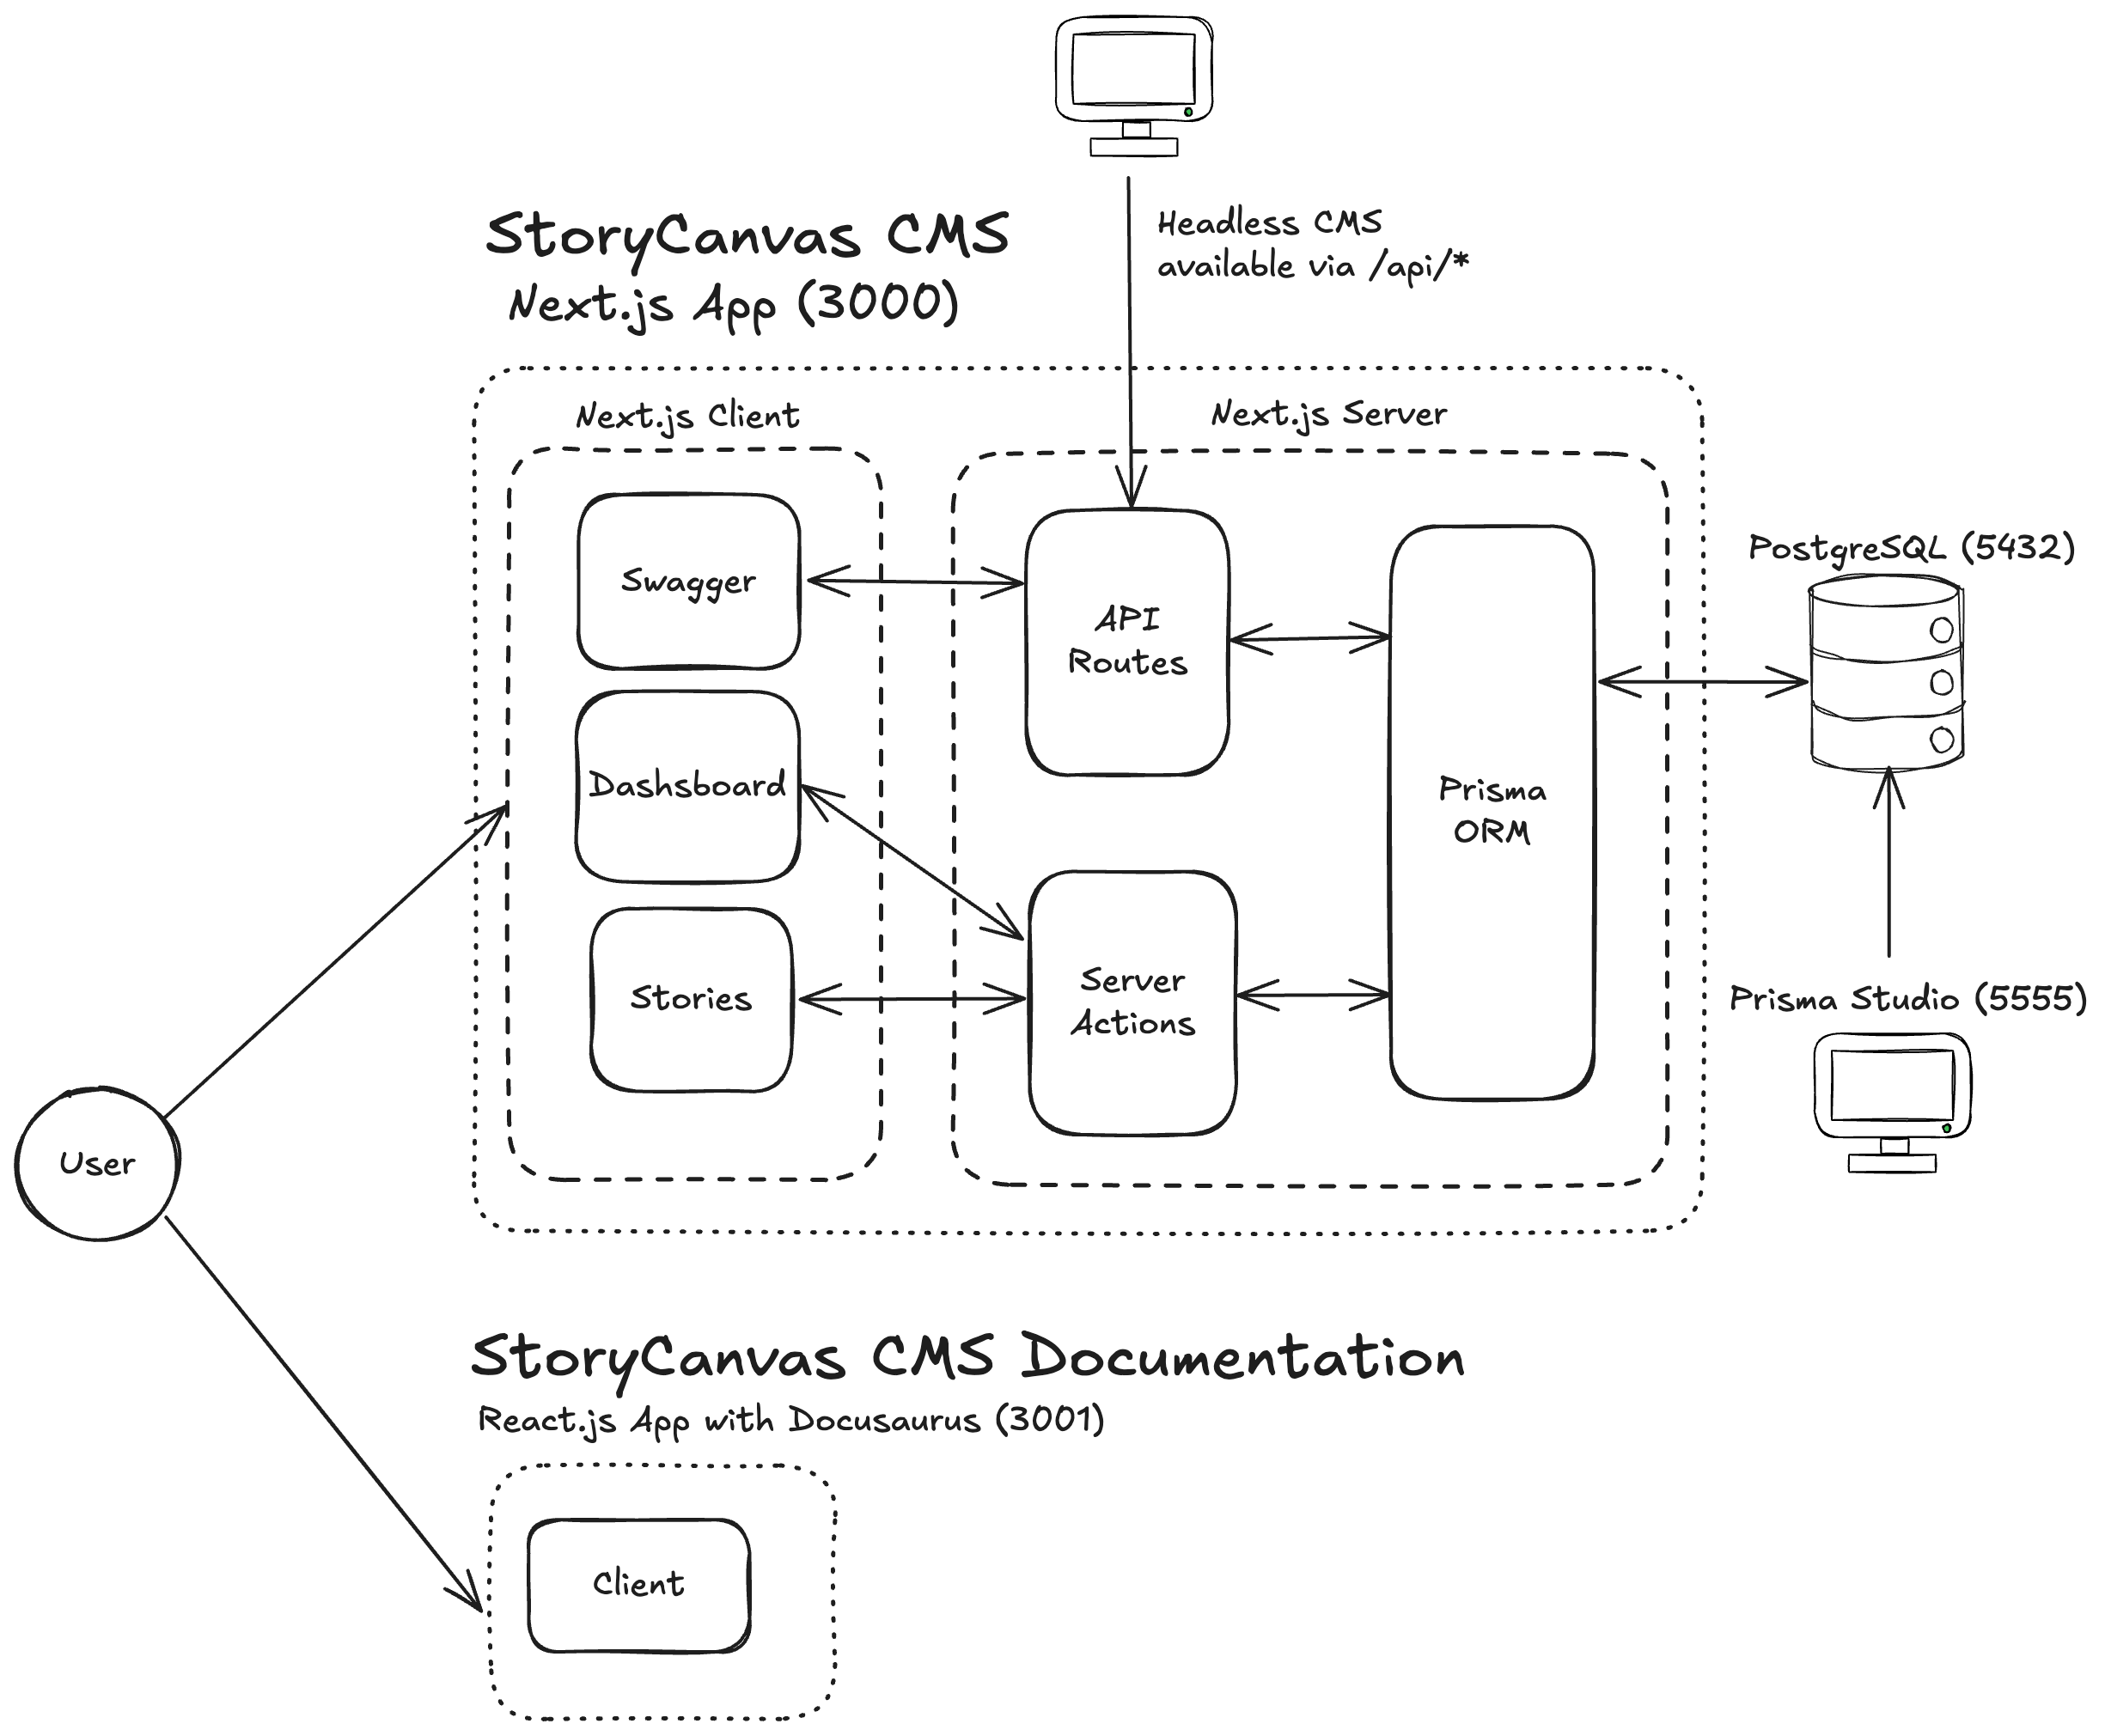 Headless CMS
available via /api/*
StoryCanvas CMS
Next.js App (3000)
Next.js Client
Next.js Server
Swagger
API
Routes
PostgreSQL (5432)
Dashsboard
Prisma
ORM
Stories
Server
Actions
Prisma Studio (5555)
User
StoryCanvas CMS Documentation
React.js App with Docusaurus (3001)
Client